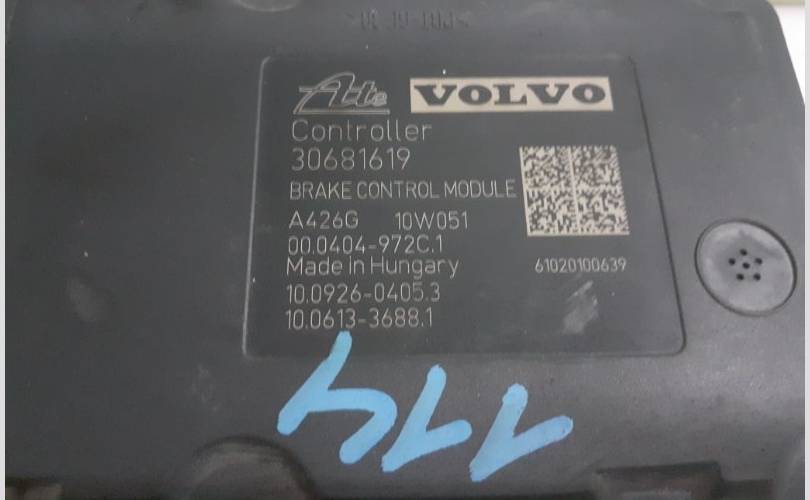 Ate VOLVO
Controller
30681619
BRAKE CONTROL MODULE
A426G 10W051
00.0404-972C.1
Made in Hungary 61020100639
10.0926-0405.3
10.0613-3688.1